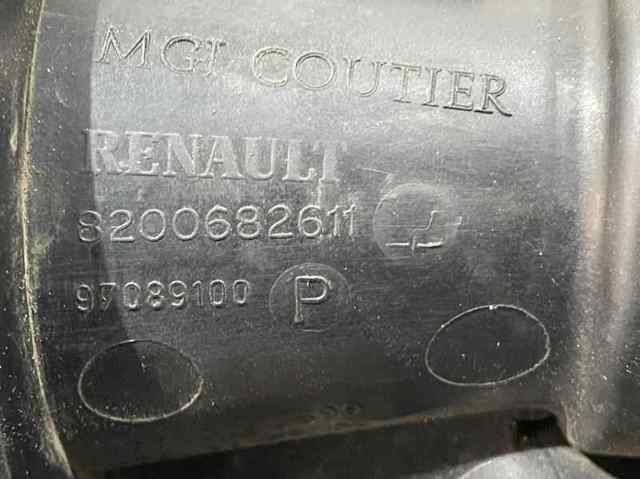 MGI COUTIER
RENAULT
8200682611
97089100 P